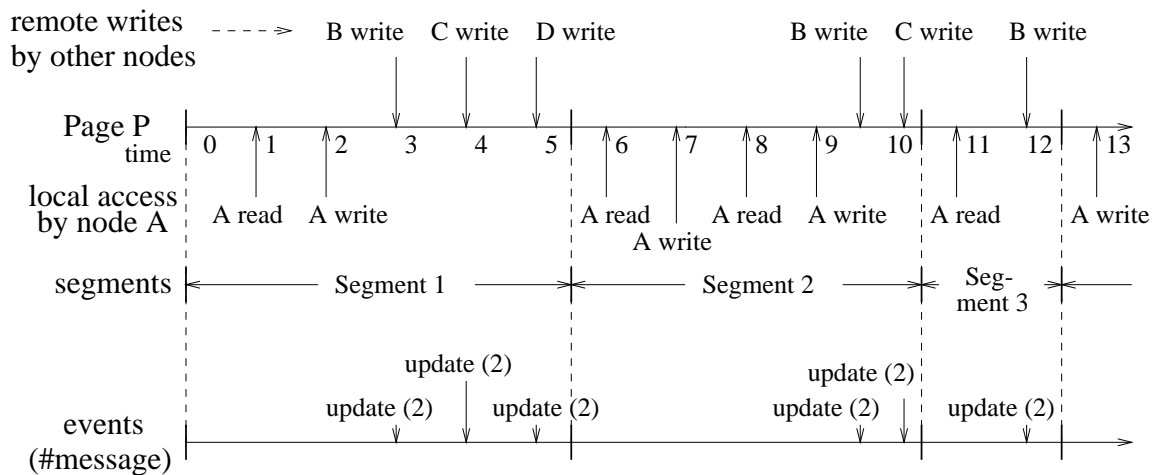 remote writes
by other nodes
B write C write D write B write C write B write
Page P
time
0 1 2 3 4 5 6 7 8 9 10 11 12 13
local access
by node A
A read A write A read A write A read A write A read A write
segments
Segment 1 Segment 2 Seg-
ment 3
update (2)
update (2) update (2)
update (2)
update (2) update (2)
events
(#message)